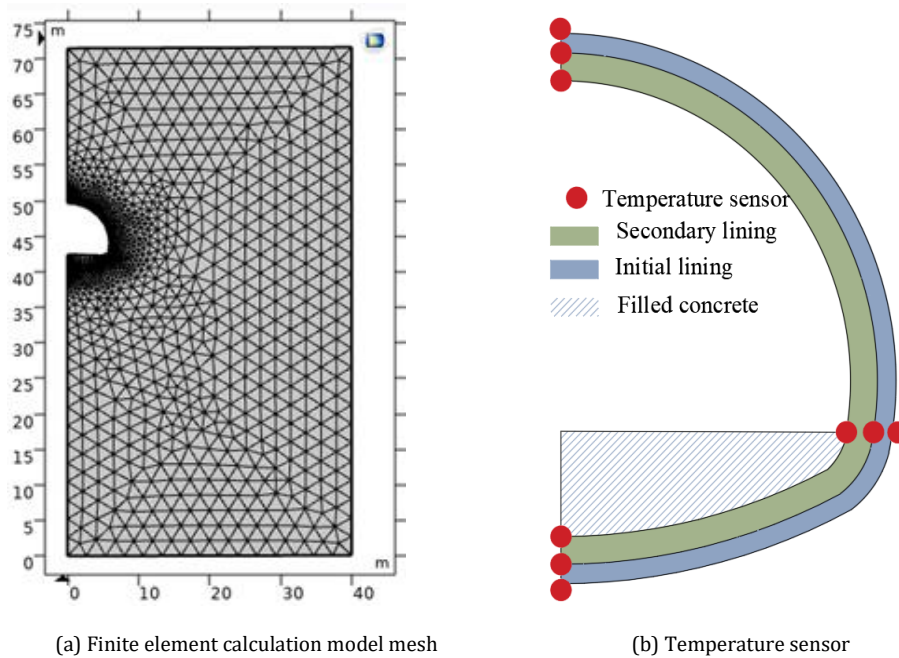 75
m
70
65
60
55
50
45
40
35
30
25
20
15
10
5
0
m
0
10
20
30
40
Temperature sensor
Secondary lining
Initial lining
Filled concrete
(a) Finite element calculation model mesh
(b) Temperature sensor